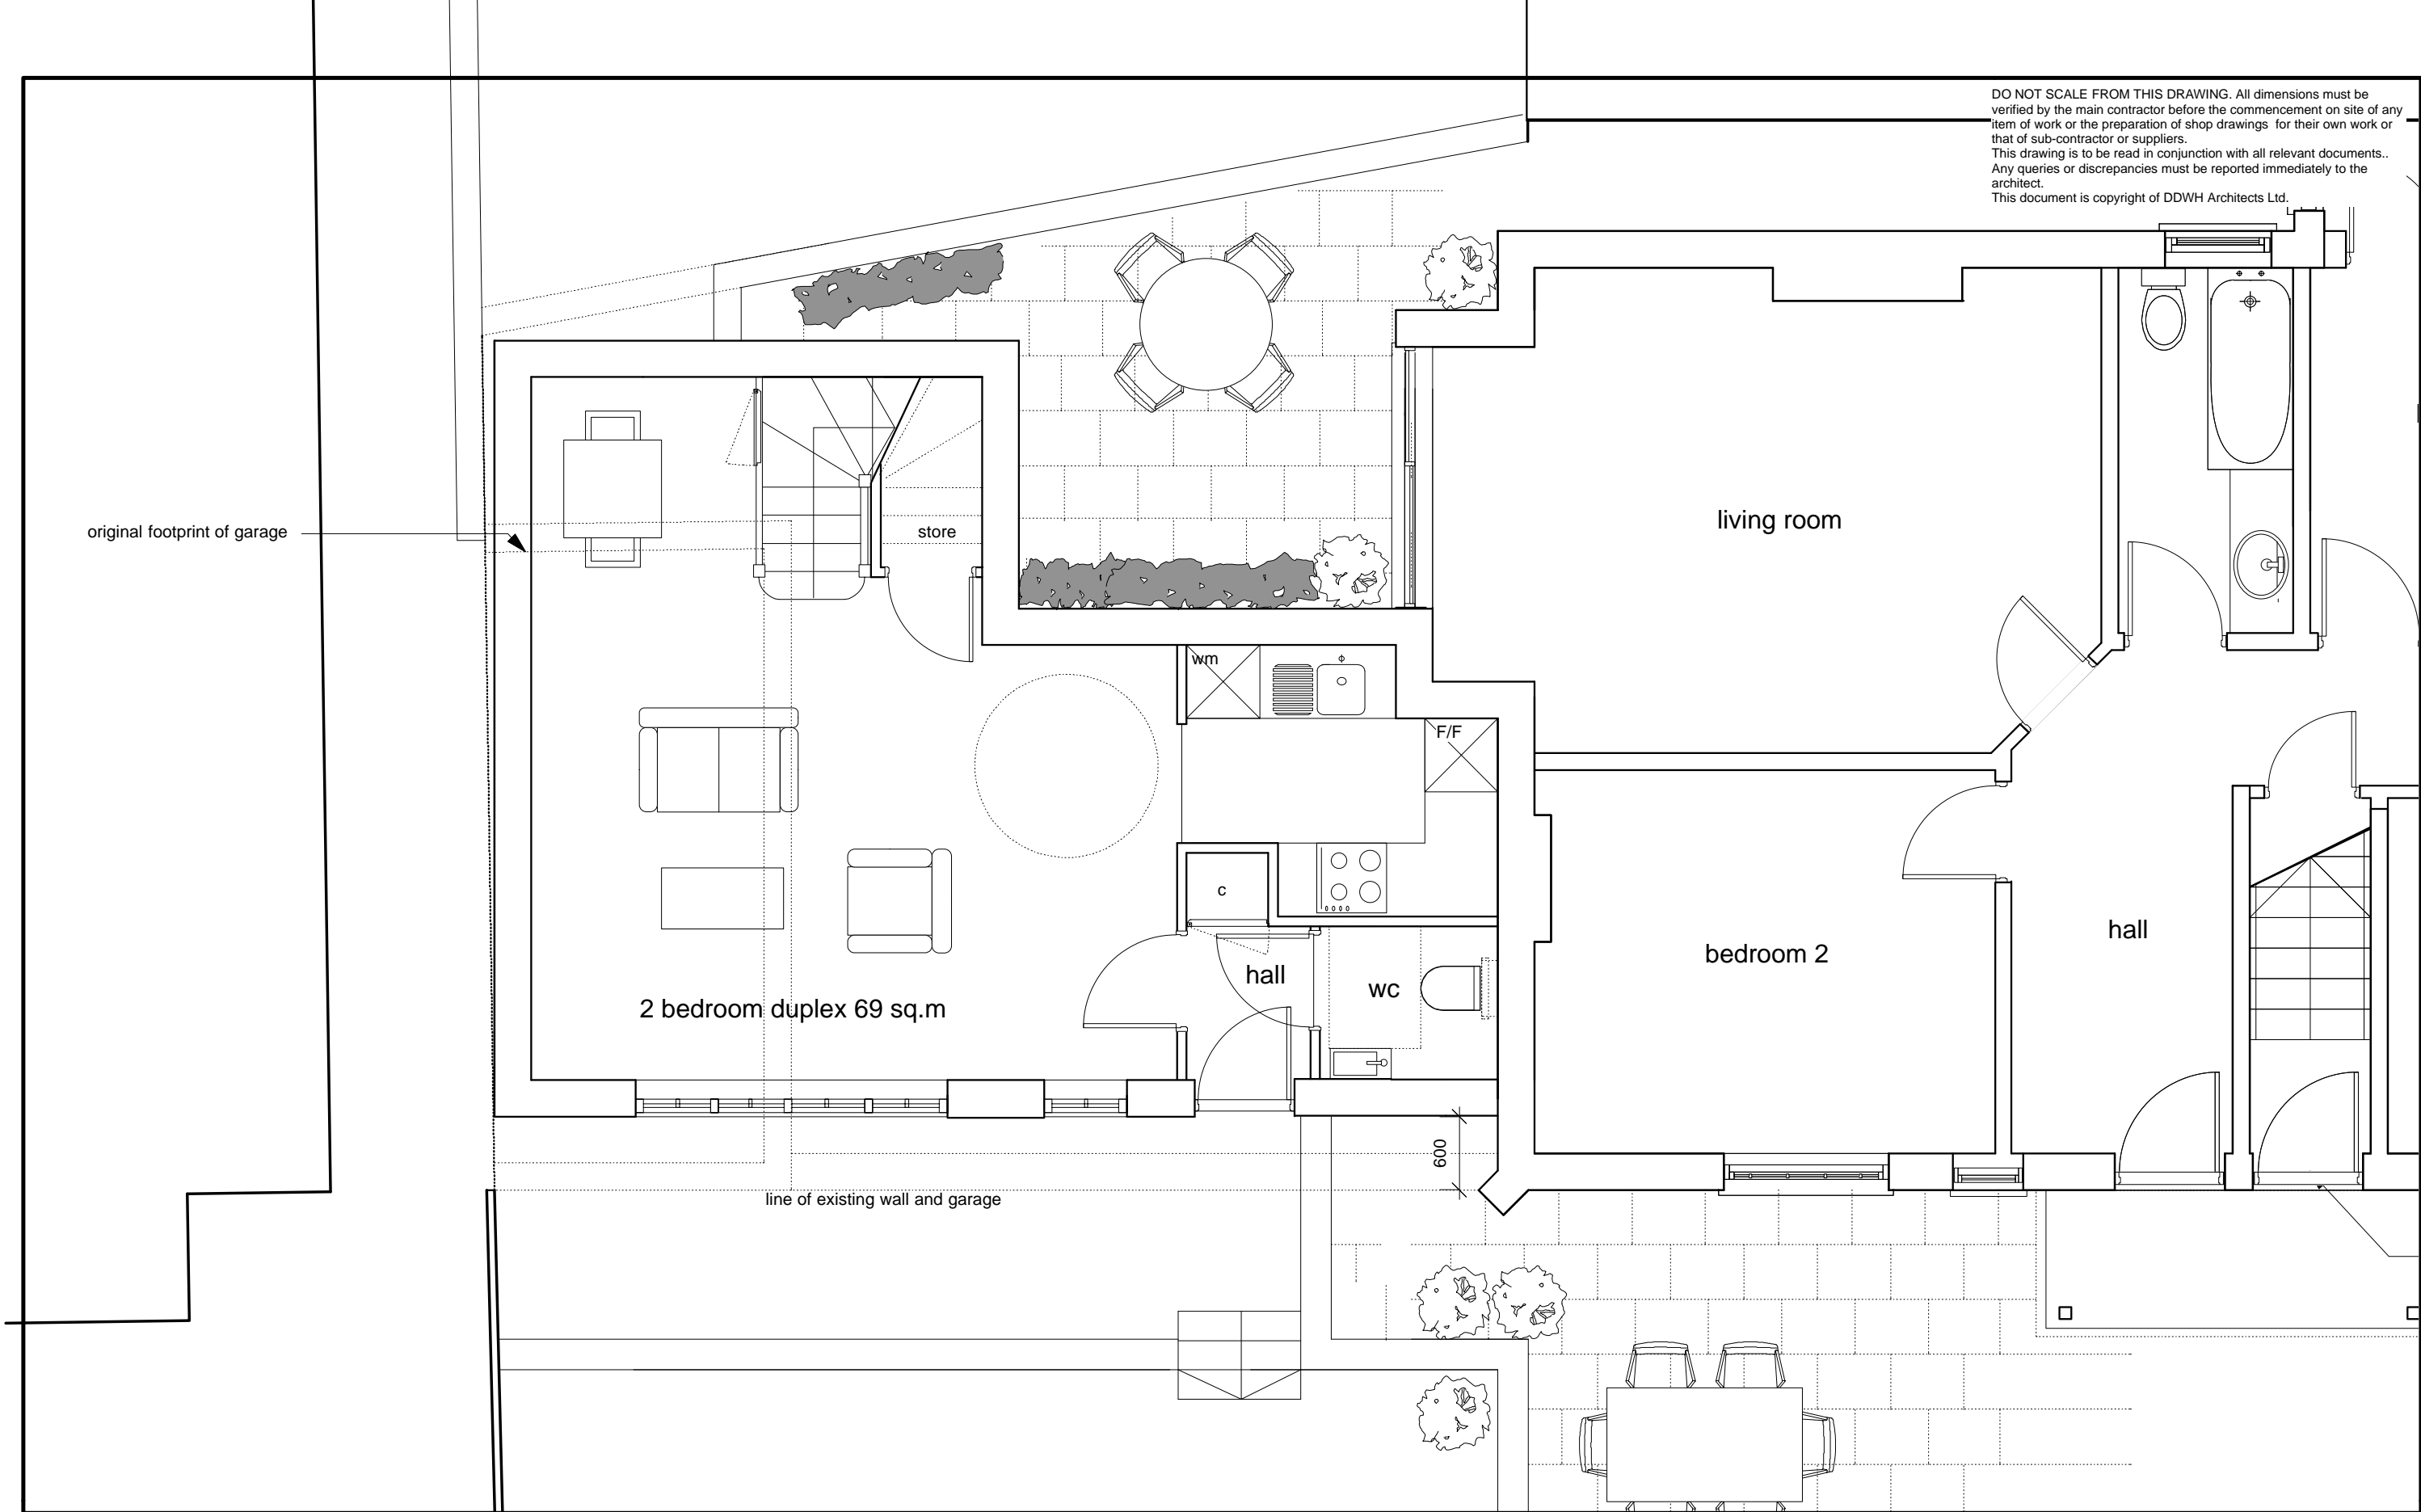 DO NOT SCALE FROM THIS DRAWING. All dimensions must be
verified by the main contractor before the commencement on site of any
item of work or the preparation of shop drawings for their own work or
that of sub-contractor or suppliers.
This drawing is to be read in conjunction with all relevant documents..
Any queries or discrepancies must be reported immediately to the
architect.
This document is copyright of DDWH Architects Ltd.
original footprint of garage
store
living room
wm
F/F
c
hall
wc
bedroom 2
hall
2 bedroom duplex 69 sq.m
600
line of existing wall and garage